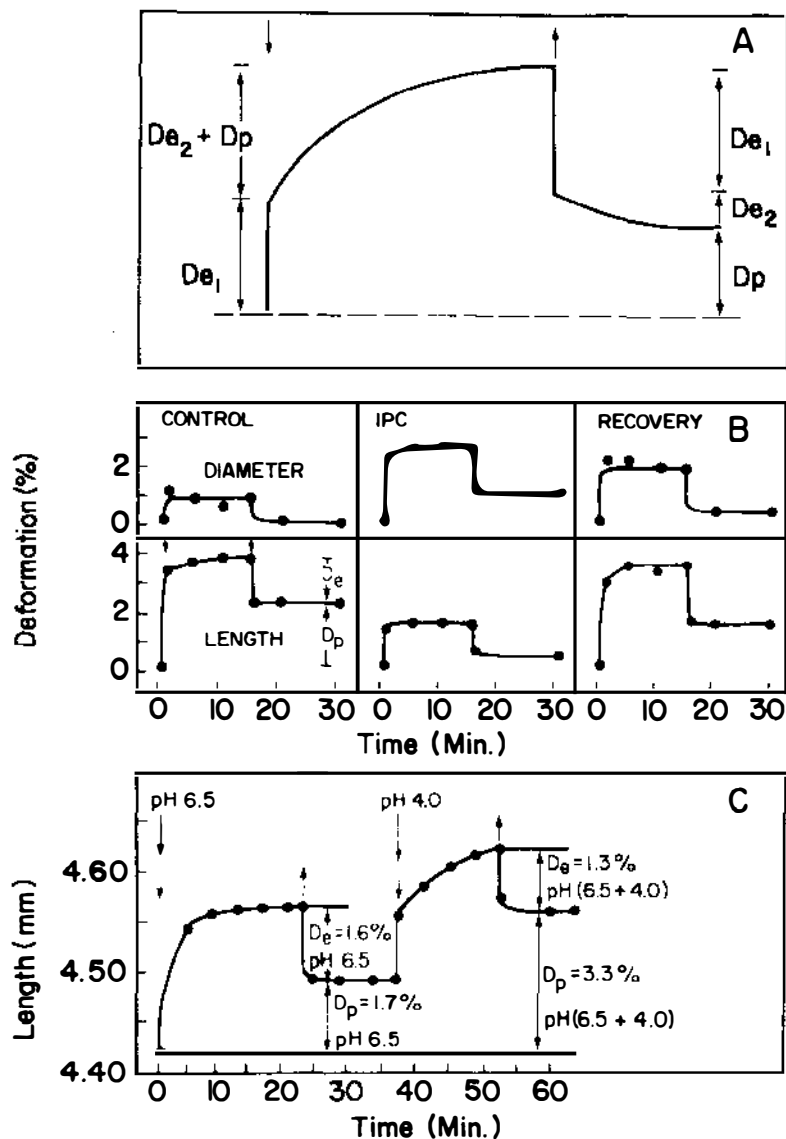 A
De₂ + Dp
De₁
De₁
De₂
Dp
B
CONTROL
IPC
RECOVERY
DIAMETER
LENGTH
Deformation (%)
2
0
4
2
0
Dp
0 10 20 30
0 10 20 30
0 10 20 30
Time (Min.)
C
pH 6.5
pH 4.0
Length (mm)
4.60
4.50
4.40
De = 1.6%
pH 6.5
Dp = 1.7%
pH 6.5
De = 1.3%
pH (6.5 + 4.0)
Dp = 3.3%
pH (6.5 + 4.0)
0 10 20 30 40 50 60
Time (Min.)